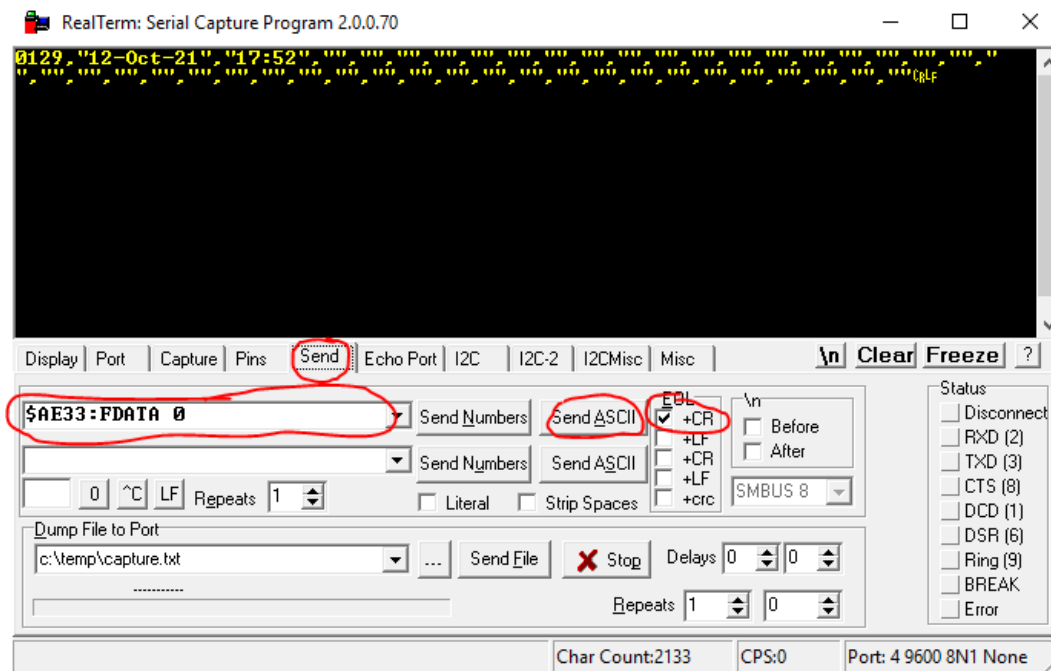 RealTerm: Serial Capture Program 2.0.0.70
0129,"12-Oct-21","17:52","","","","","","","","","","","","","","","
","","","","","","","","","","","","","","","","","","",""CRLF
Display Port Capture Pins Send Echo Port I2C I2C-2 I2CMisc Misc \n Clear Freeze ?
$AE33:FDATA 0
Send Numbers Send ASCII
EOL
+CR
+LF
+CR
+LF
+crc
\n
Before
After
Send Numbers Send ASCII
0 ^C LF Repeats 1
Literal Strip Spaces
SMBUS 8
Dump File to Port
c:\temp\capture.txt
... Send File Stop Delays 0 0
Repeats 1 0
Status
Disconnect
RXD (2)
TXD (3)
CTS (8)
DCD (1)
DSR (6)
Ring (9)
BREAK
Error
Char Count:2133 CPS:0 Port: 4 9600 8N1 None